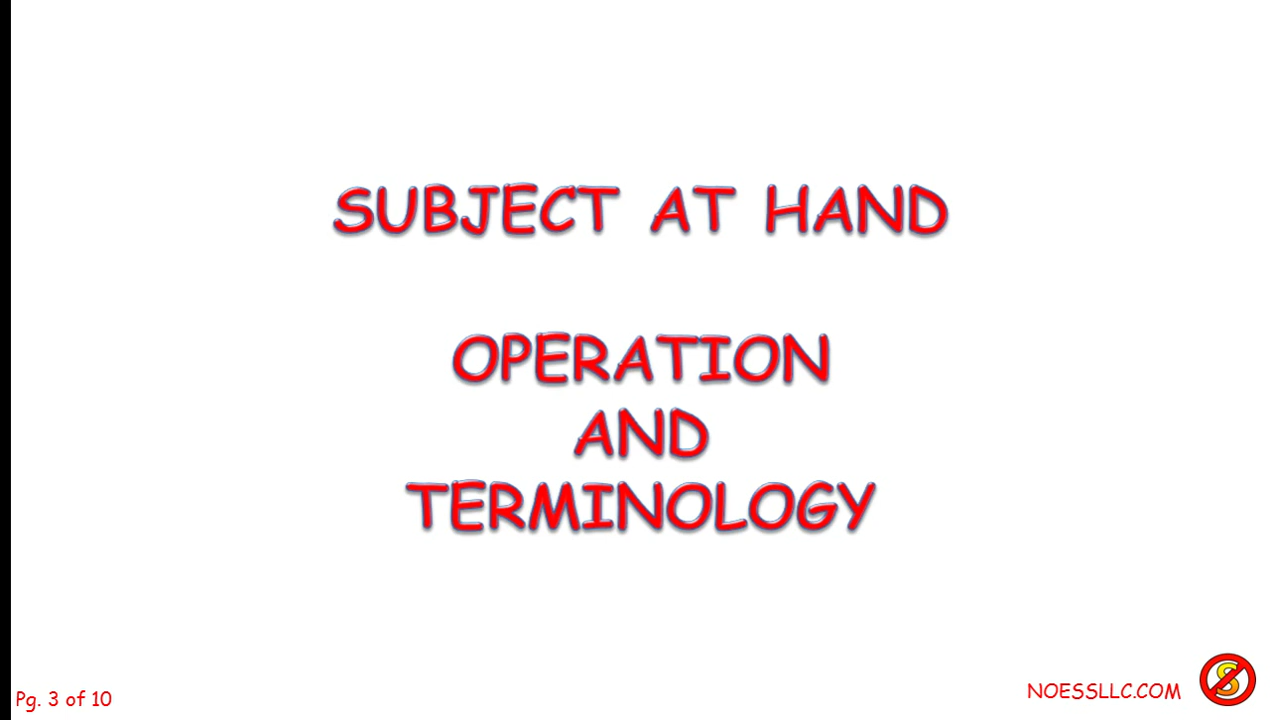 SUBJECT AT HAND
OPERATION
AND
TERMINOLOGY
Pg. 3 of 10
NOESSLLC.COM
S